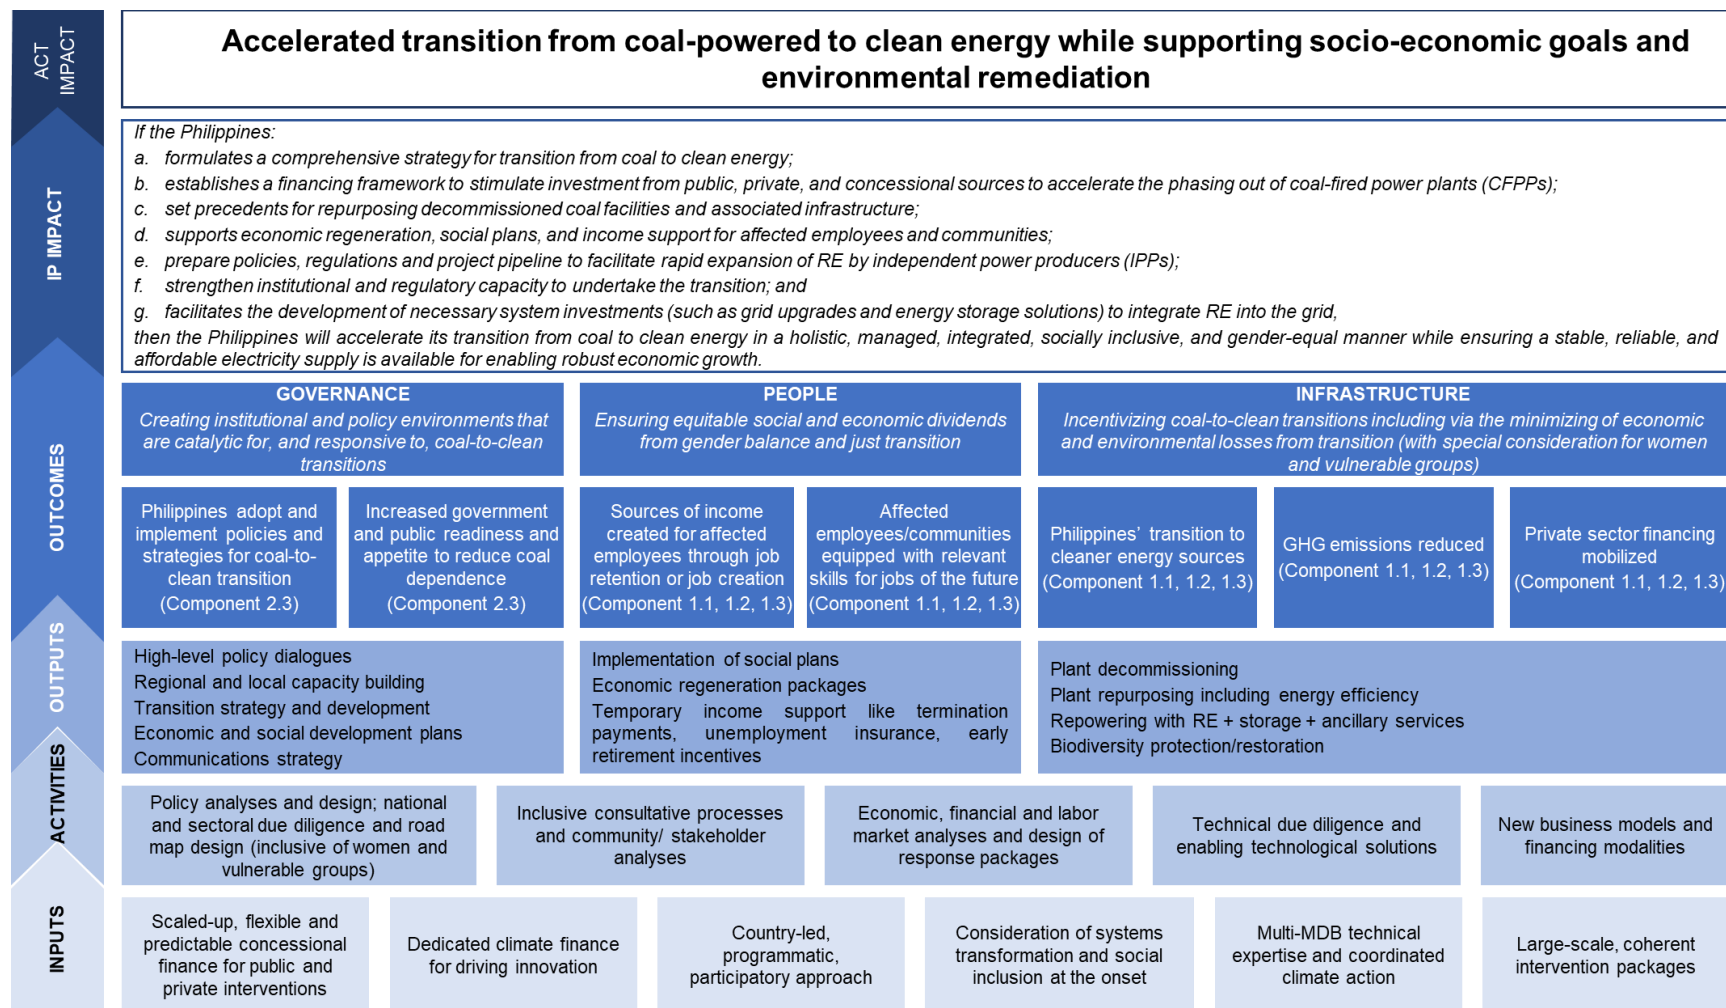 ACT
IMPACT
Accelerated transition from coal-powered to clean energy while supporting socio-economic goals and
environmental remediation
IP IMPACT
If the Philippines:
a. formulates a comprehensive strategy for transition from coal to clean energy;
b. establishes a financing framework to stimulate investment from public, private, and concessional sources to accelerate the phasing out of coal-fired power plants (CFPPs);
c. set precedents for repurposing decommissioned coal facilities and associated infrastructure;
d. supports economic regeneration, social plans, and income support for affected employees and communities;
e. prepare policies, regulations and project pipeline to facilitate rapid expansion of RE by independent power producers (IPPs);
f. strengthen institutional and regulatory capacity to undertake the transition; and
g. facilitates the development of necessary system investments (such as grid upgrades and energy storage solutions) to integrate RE into the grid,
then the Philippines will accelerate its transition from coal to clean energy in a holistic, managed, integrated, socially inclusive, and gender-equal manner while ensuring a stable, reliable, and
affordable electricity supply is available for enabling robust economic growth.
OUTCOMES
GOVERNANCE
Creating institutional and policy environments that
are catalytic for, and responsive to, coal-to-clean
transitions
PEOPLE
Ensuring equitable social and economic dividends
from gender balance and just transition
INFRASTRUCTURE
Incentivizing coal-to-clean transitions including via the minimizing of economic
and environmental losses from transition (with special consideration for women
and vulnerable groups)
Philippines adopt and
implement policies and
strategies for coal-to-
clean transition
(Component 2.3)
Increased government
and public readiness and
appetite to reduce coal
dependence
(Component 2.3)
Sources of income
created for affected
employees through job
retention or job creation
(Component 1.1, 1.2, 1.3)
Affected
employees/communities
equipped with relevant
skills for jobs of the future
(Component 1.1, 1.2, 1.3)
Philippines' transition to
cleaner energy sources
(Component 1.1, 1.2, 1.3)
GHG emissions reduced
(Component 1.1, 1.2, 1.3)
Private sector financing
mobilized
(Component 1.1, 1.2, 1.3)
OUTPUTS
High-level policy dialogues
Regional and local capacity building
Transition strategy and development
Economic and social development plans
Communications strategy
Implementation of social plans
Economic regeneration packages
Temporary income support like termination
payments, unemployment insurance, early
retirement incentives
Plant decommissioning
Plant repurposing including energy efficiency
Repowering with RE + storage + ancillary services
Biodiversity protection/restoration
ACTIVITIES
Policy analyses and design; national
and sectoral due diligence and road
map design (inclusive of women and
vulnerable groups)
Inclusive consultative processes
and community/ stakeholder
analyses
Economic, financial and labor
market analyses and design of
response packages
Technical due diligence and
enabling technological solutions
New business models and
financing modalities
INPUTS
Scaled-up, flexible and
predictable concessional
finance for public and
private interventions
Dedicated climate finance
for driving innovation
Country-led,
programmatic,
participatory approach
Consideration of systems
transformation and social
inclusion at the onset
Multi-MDB technical
expertise and coordinated
climate action
Large-scale, coherent
intervention packages